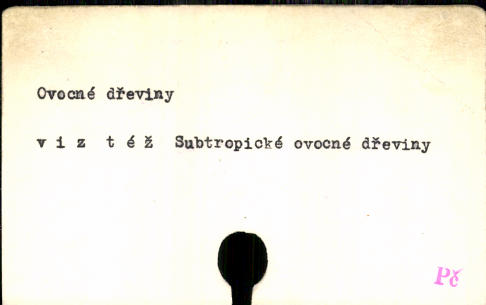 Ovocné dřeviny
v i z  t é ž  Subtropické ovocné dřeviny
Pč